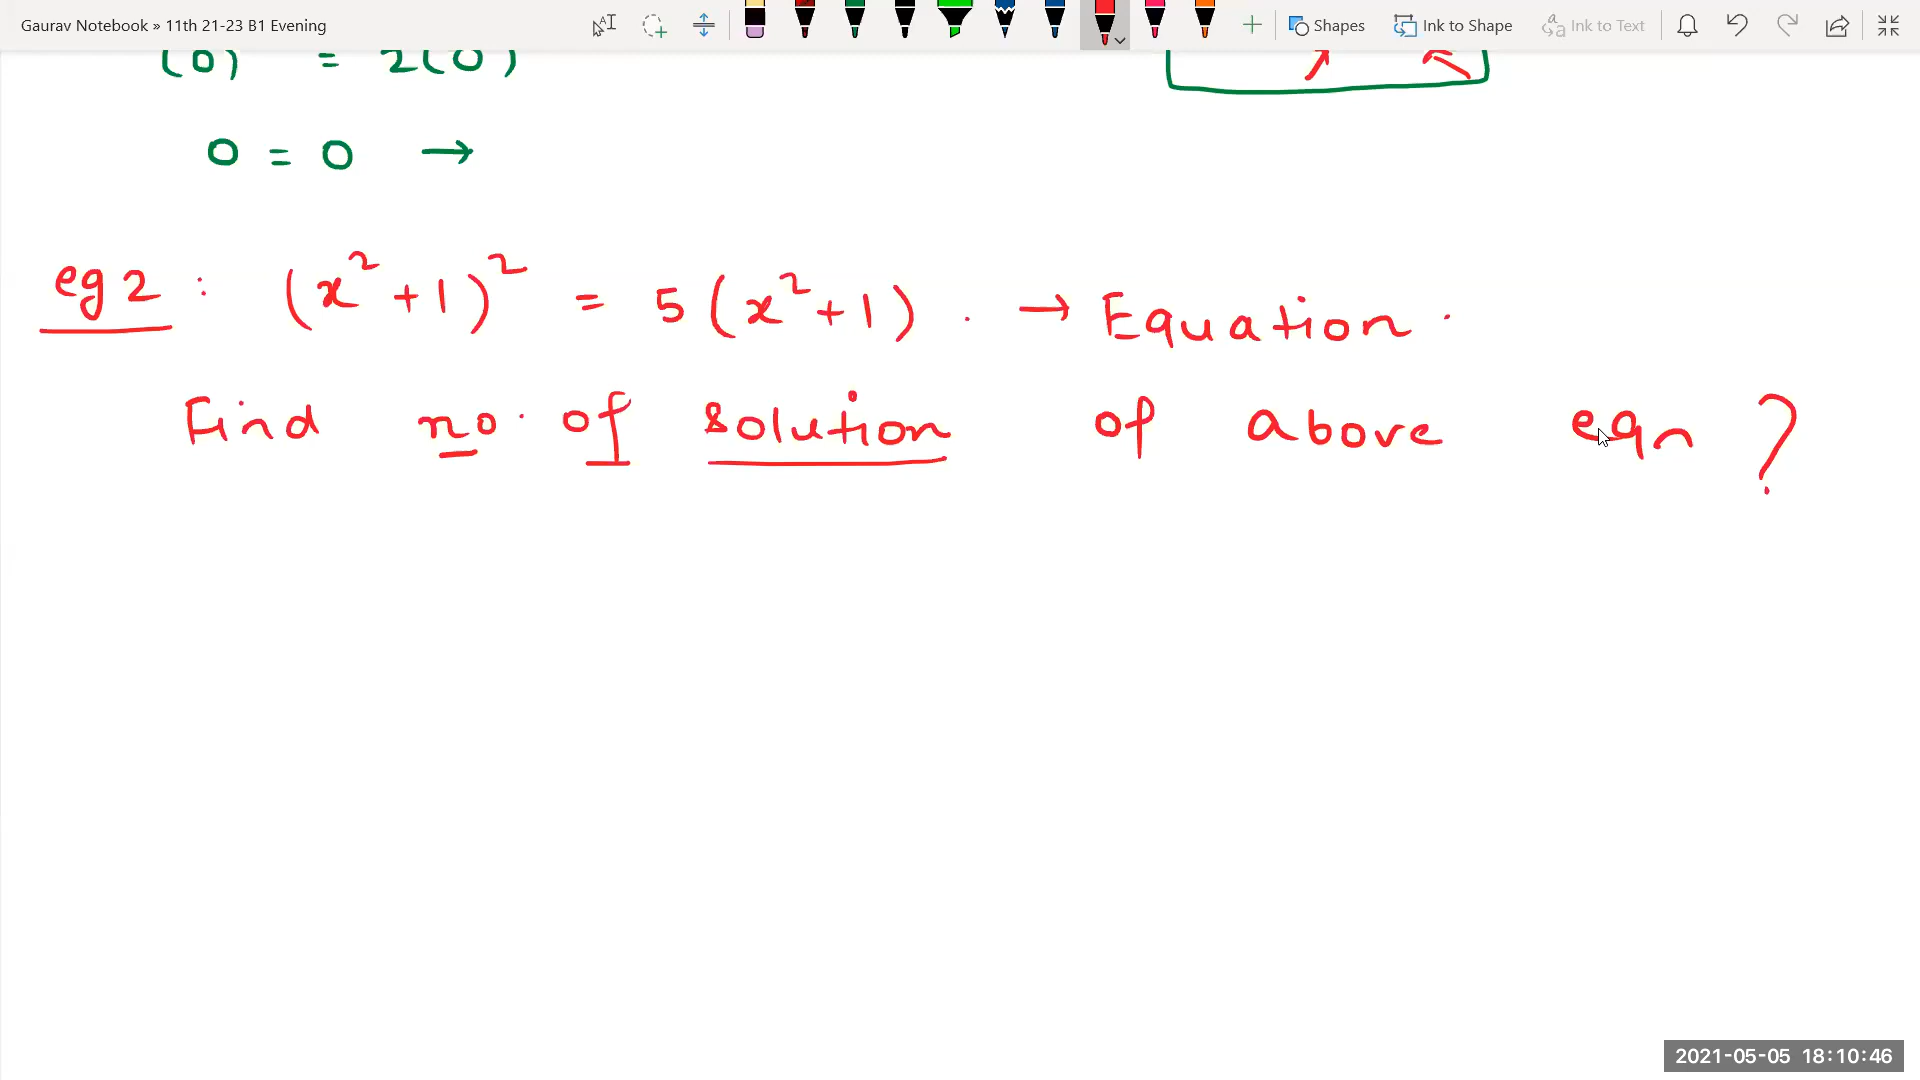 Gaurav Notebook » 11th 21-23 B1 Evening
Shapes
Ink to Shape
Ink to Text
(0) = 2(0)
0 = 0 →
eg 2 : (x²+1)² = 5(x²+1) . → Equation.
Find no. of solution of above eqn ?
2021-05-05 18:10:46